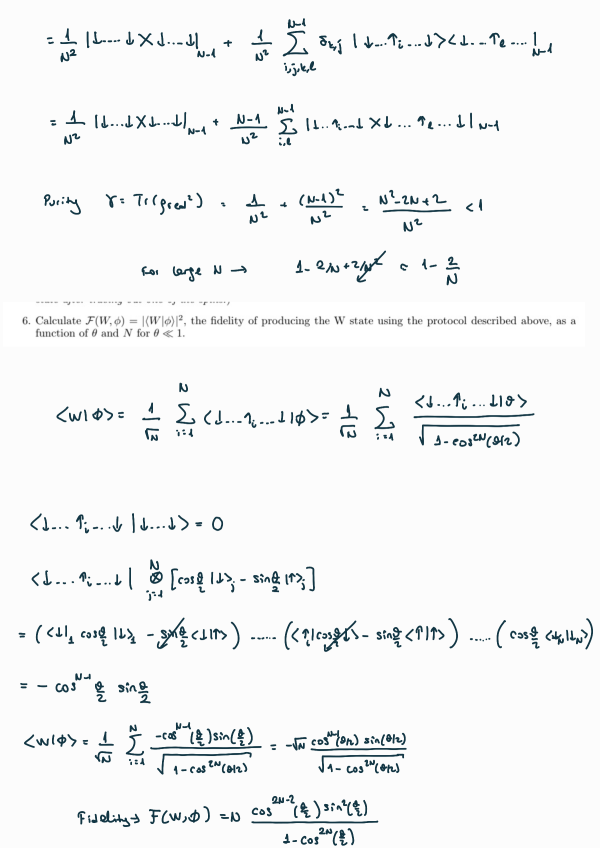 = 1/N² |↓....↓⟩⟨↓....↓|_{N-1} + 1/N² Σ_{i,j,k,l}^{N-1} δ_{k,j} |↓...↑_i....↓⟩⟨↓...↑_e ....|_{N-1}
= 1/N² |↓...↓⟩⟨↓...↓|_{N-1} + (N-1)/N² Σ_{i,l}^{N-1} |↓..↑_i...↓⟩⟨↓...↑_e...↓|_{N-1}
Purity γ = Tr(ρred²) = 1/N² + (N-1)²/N² = (N²-2N+2)/N² < 1
For large N → 1-2/N+2/N² ≈ 1- 2/N
6. Calculate F(W, ϕ) = |⟨W|ϕ⟩|², the fidelity of producing the W state using the protocol described above, as a
function of θ and N for θ ≪ 1.
<W|ϕ> = 1/√N Σ_{i=1}^{N} <↓...↑_i...↓|ϕ> = 1/√N Σ_{i=1}^{N} <↓...↑_i...↓|θ> / √(1-cos^{2N}(θ/2))
<↓...↑_i...↓|↓...↓> = 0
<↓...↑_i...↓| ⊗_{j=1}^{N} [cos θ/2 |↓>_j - sin θ/2 |↑>_j]
= (<↓|_1 cos θ/2 |↓>_1 - sin θ/2 <↓|↑>) ...... (<↑_i|cos θ/2|↓> - sin θ/2 <↑|↑>) ...... (cos θ/2 <↓_N|↓_N>)
= - cos^{N-1} θ/2 sin θ/2
<W|ϕ> = 1/√N Σ_{i=1}^{N} -cos^{N-1}(θ/2) sin(θ/2) / √(1-cos^{2N}(θ/2)) = -√N cos^{N-1}(θ/2) sin(θ/2) / √(1-cos^{2N}(θ/2))
Fidelity → F(W,ϕ) = N cos^{2N-2}(θ/2) sin²(θ/2) / 1-cos^{2N}(θ/2)